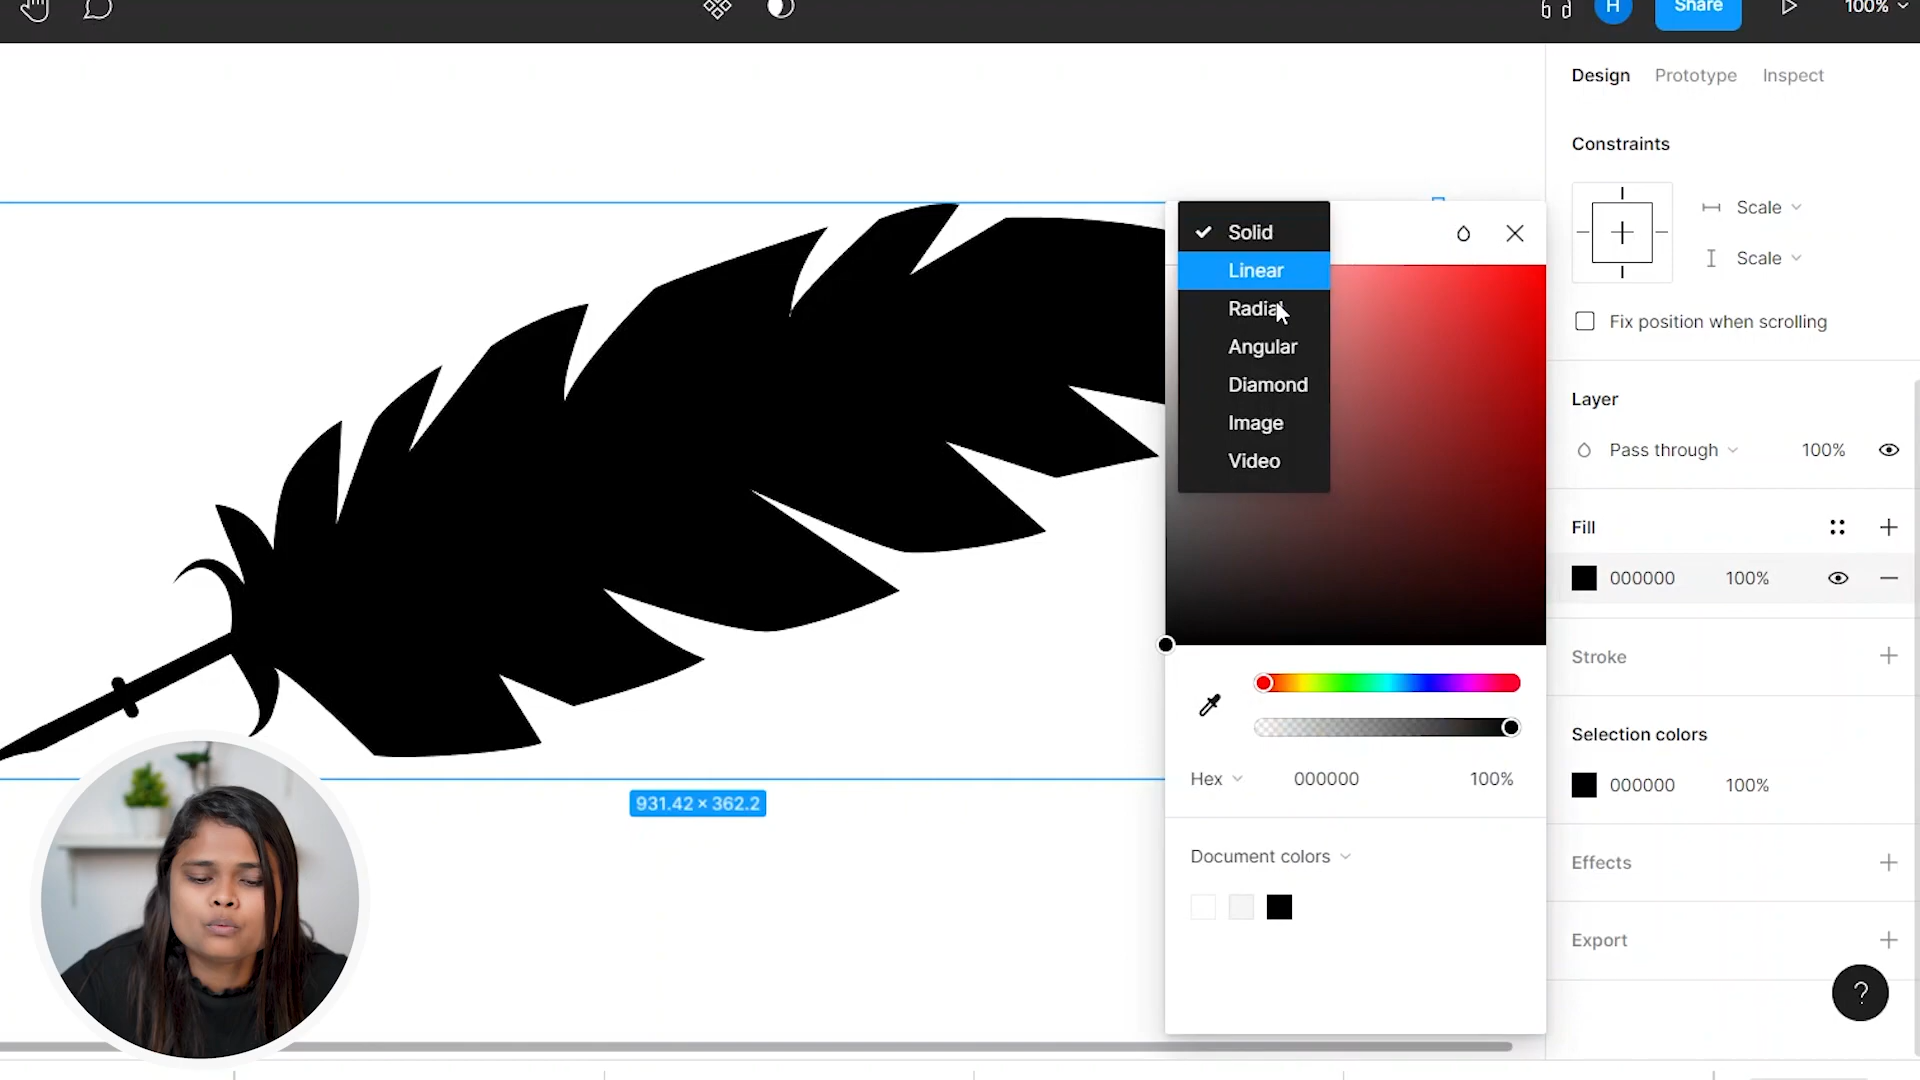 H
Share
100%
Design Prototype Inspect
Constraints
Scale
Scale
Fix position when scrolling
Layer
Pass through 100%
Fill
000000 100%
Stroke
Selection colors
000000 100%
Effects
Export
?
Solid
Linear
Radial
Angular
Diamond
Image
Video
Hex 000000 100%
Document colors
931.42 × 362.2